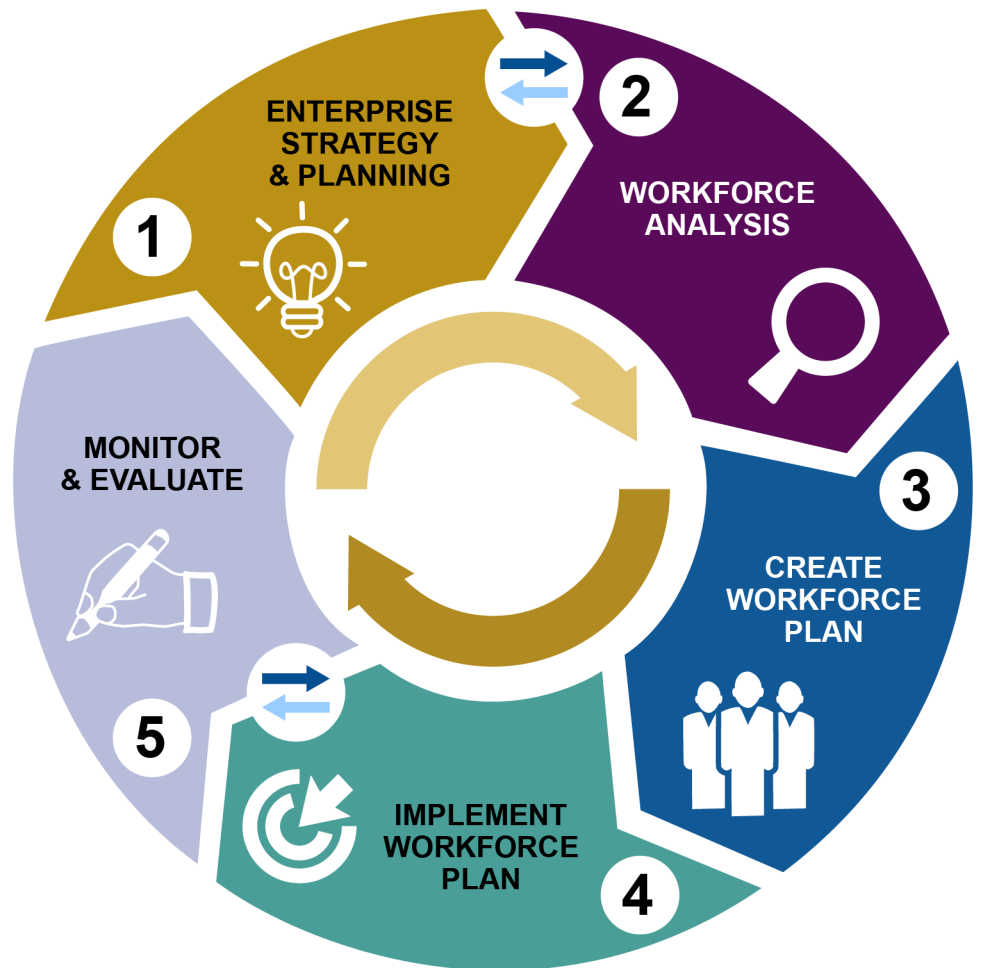 1
ENTERPRISE
STRATEGY
& PLANNING
2
WORKFORCE
ANALYSIS
3
CREATE
WORKFORCE
PLAN
4
IMPLEMENT
WORKFORCE
PLAN
5
MONITOR
& EVALUATE